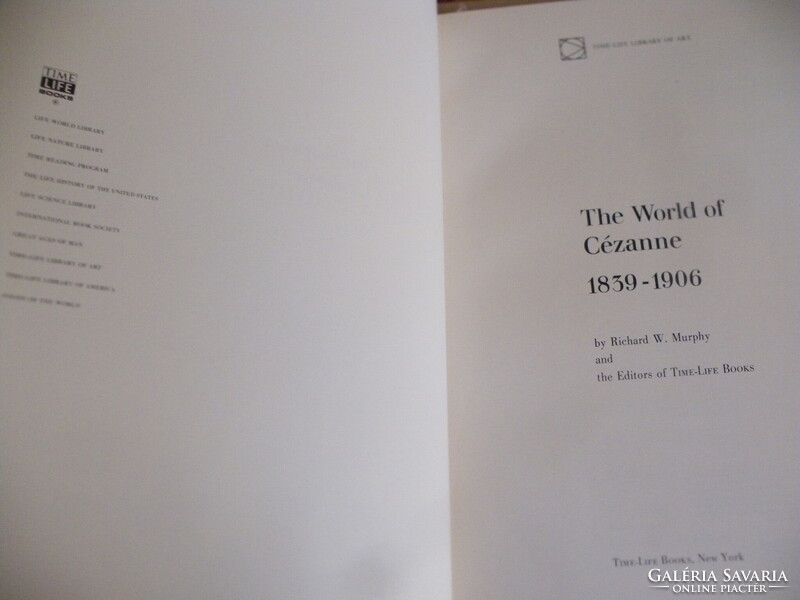 TIME
LIFE
BOOKS
LIFE WORLD LIBRARY
LIFE NATURE LIBRARY
TIME READING PROGRAM
THE LIFE HISTORY OF THE UNITED STATES
LIFE SCIENCE LIBRARY
INTERNATIONAL BOOK SOCIETY
GREAT AGES OF MAN
TIME-LIFE LIBRARY OF ART
TIME-LIFE LIBRARY OF AMERICA
FOODS OF THE WORLD
TIME-LIFE LIBRARY OF ART
The World of
Cézanne
1839-1906
by Richard W. Murphy
and
the Editors of TIME-LIFE BOOKS
TIME-LIFE BOOKS, New York
GALÉRIA SAVARIA
ONLINE PIACTÉR